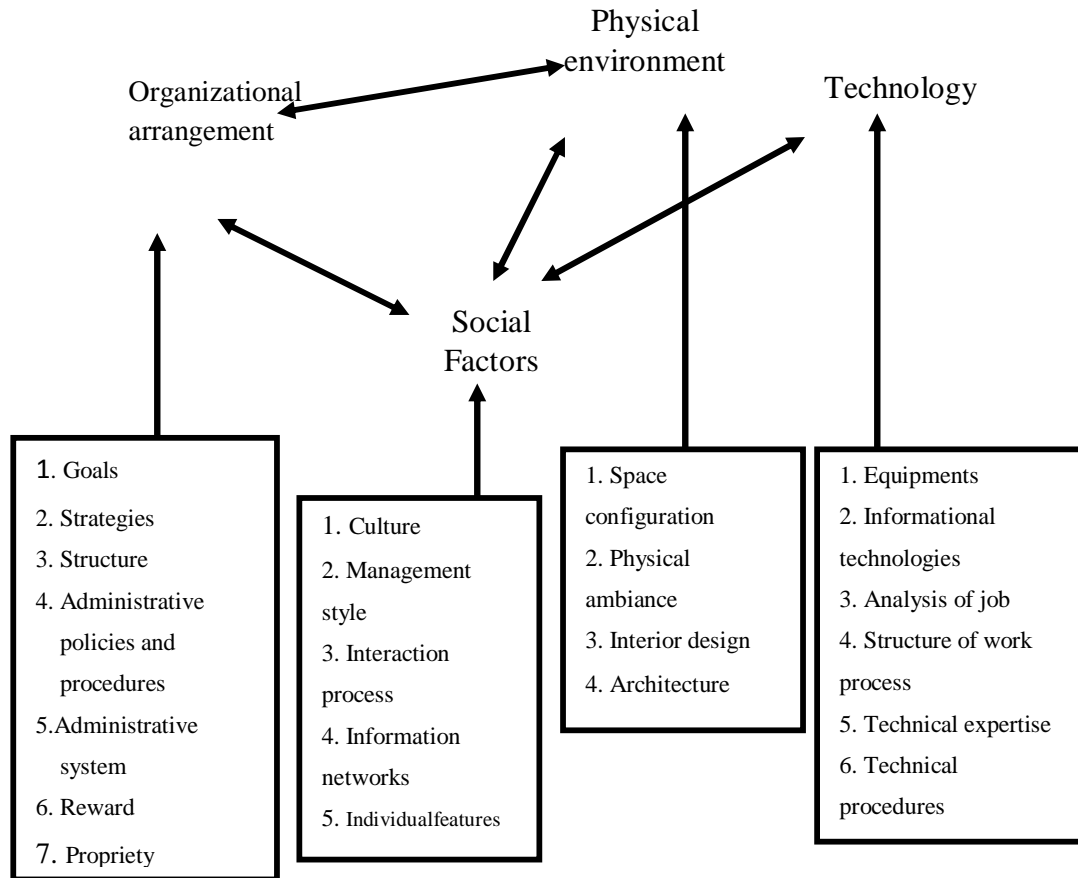 Physical
environment
Organizational
arrangement
Technology
Social
Factors
1. Goals
2. Strategies
3. Structure
4. Administrative
policies and
procedures
5.Administrative
system
6. Reward
7. Propriety
1. Culture
2. Management
style
3. Interaction
process
4. Information
networks
5. Individualfeatures
1. Space
configuration
2. Physical
ambiance
3. Interior design
4. Architecture
1. Equipments
2. Informational
technologies
3. Analysis of job
4. Structure of work
process
5. Technical expertise
6. Technical
procedures